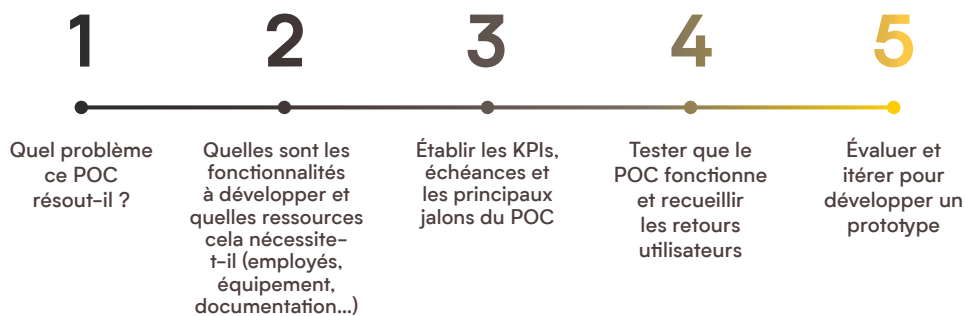 1
2
3
4
5
Quel problème
ce POC
résout-il ?
Quelles sont les
fonctionnalités
à développer et
quelles ressources
cela nécessite-
t-il (employés,
équipement,
documentation...)
Établir les KPIs,
échéances et
les principaux
jalons du POC
Tester que le
POC fonctionne
et recueillir
les retours
utilisateurs
Évaluer et
itérer pour
développer un
prototype